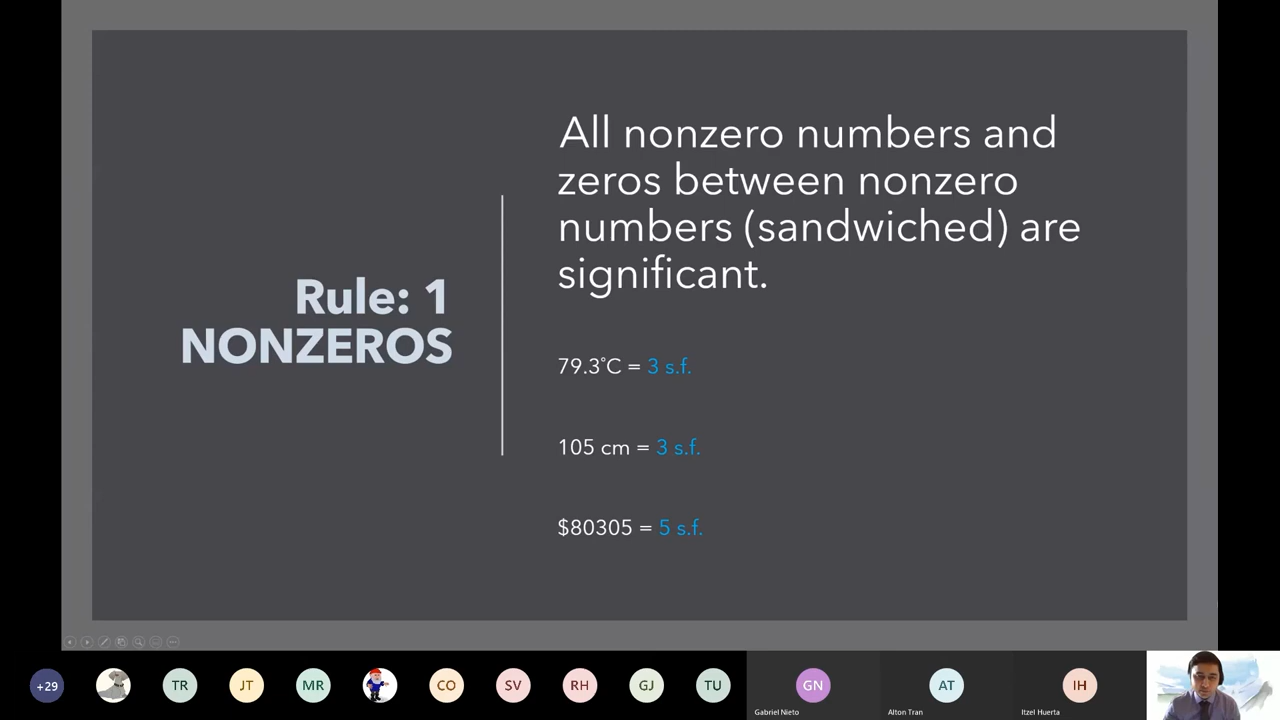 Rule: 1
NONZEROS
All nonzero numbers and
zeros between nonzero
numbers (sandwiched) are
significant.
79.3°C = 3 s.f.
105 cm = 3 s.f.
$80305 = 5 s.f.
+29
TR
JT
MR
CO
SV
RH
GJ
TU
GN
AT
IH
Gabriel Nieto
Alton Tran
Itzel Huerta